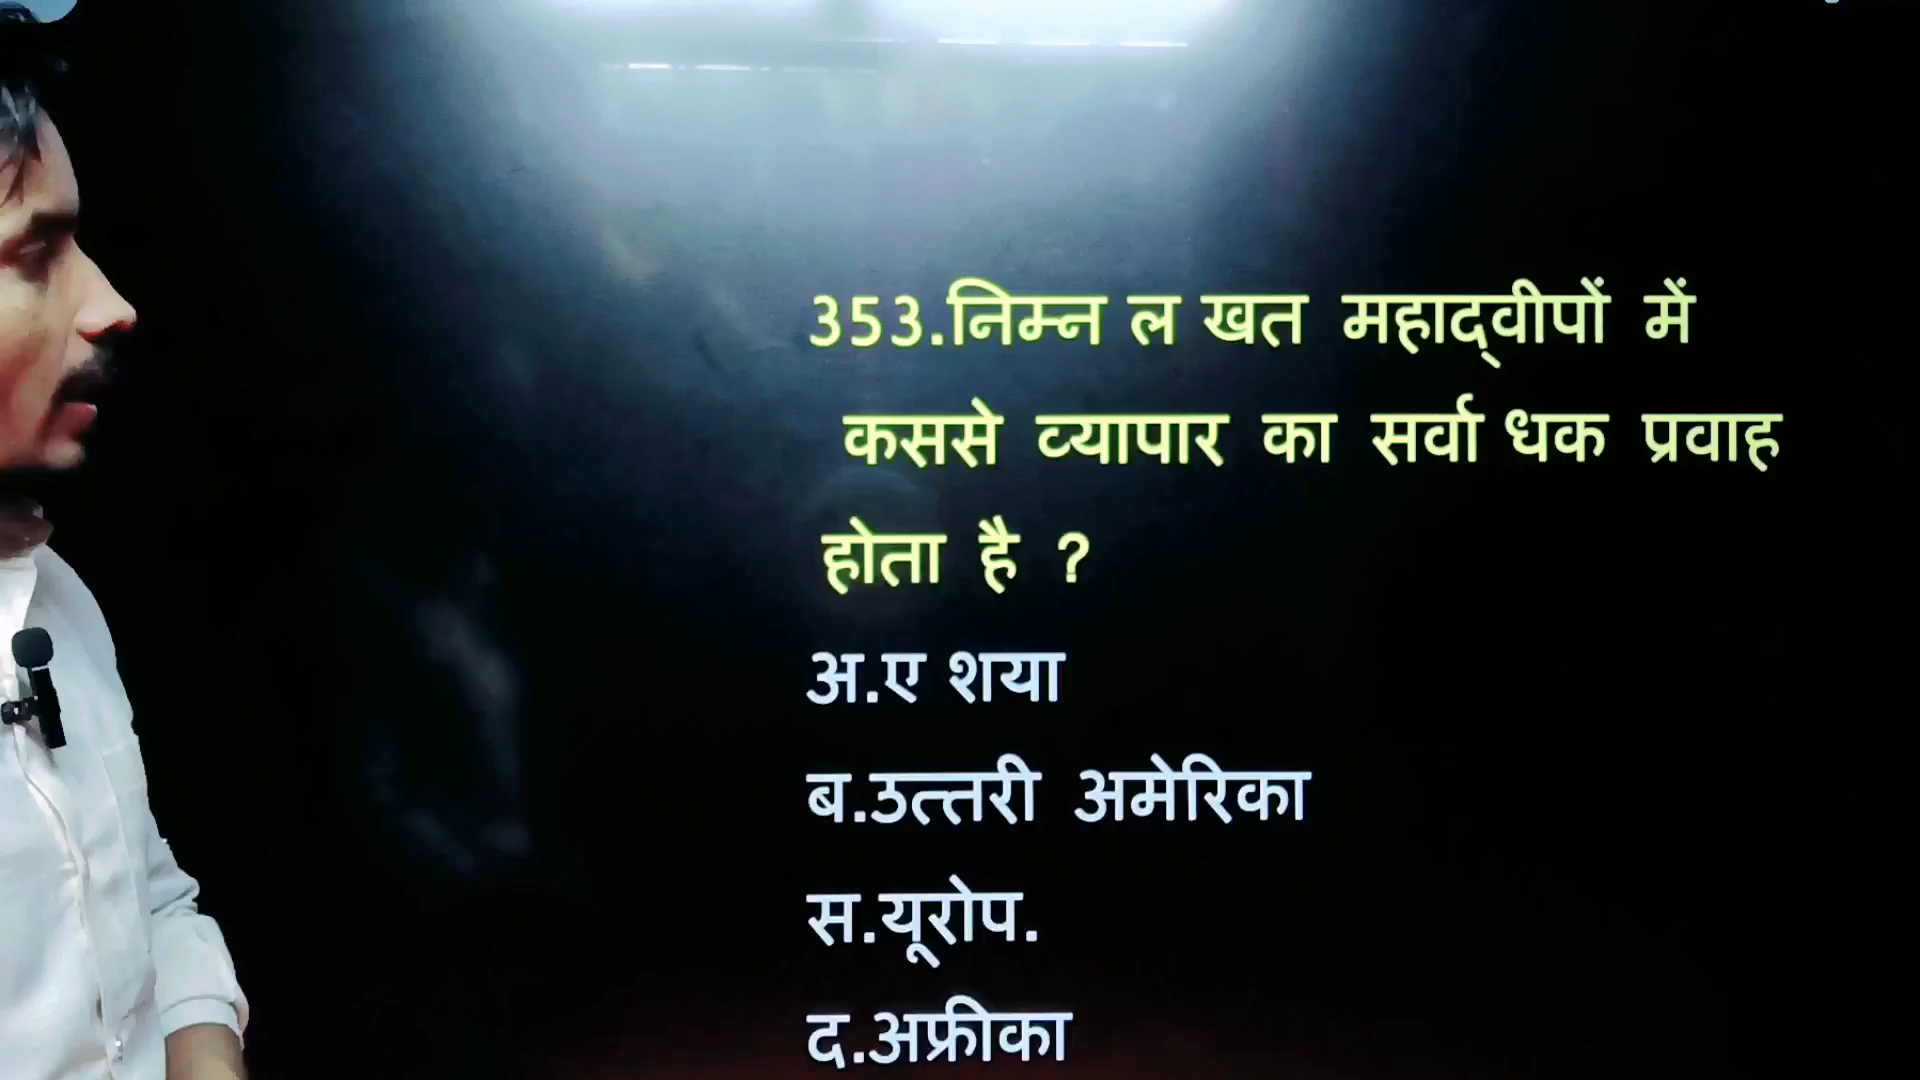 353.निम्न ल खत महाद्वीपों में
कससे व्यापार का सर्वा धक प्रवाह
होता है ?
अ.ए शया
ब.उत्तरी अमेरिका
स.यूरोप.
द.अफ्रीका